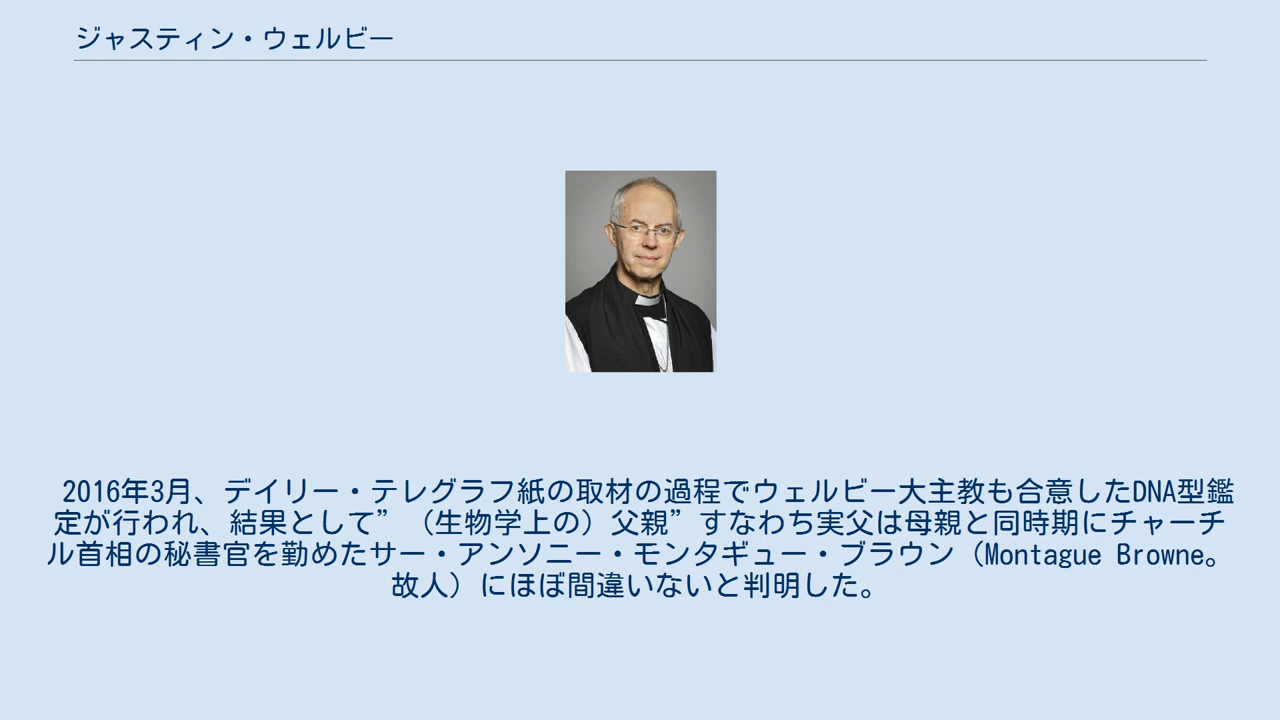 ジャスティン・ウェルビー
2016年3月、デイリー・テレグラフ紙の取材の過程でウェルビー大主教も合意したDNA型鑑
定が行われ、結果として”（生物学上の）父親”すなわち実父は母親と同時期にチャーチ
ル首相の秘書官を勤めたサー・アンソニー・モンタギュー・ブラウン（Montague Browne。
故人）にほぼ間違いないと判明した。